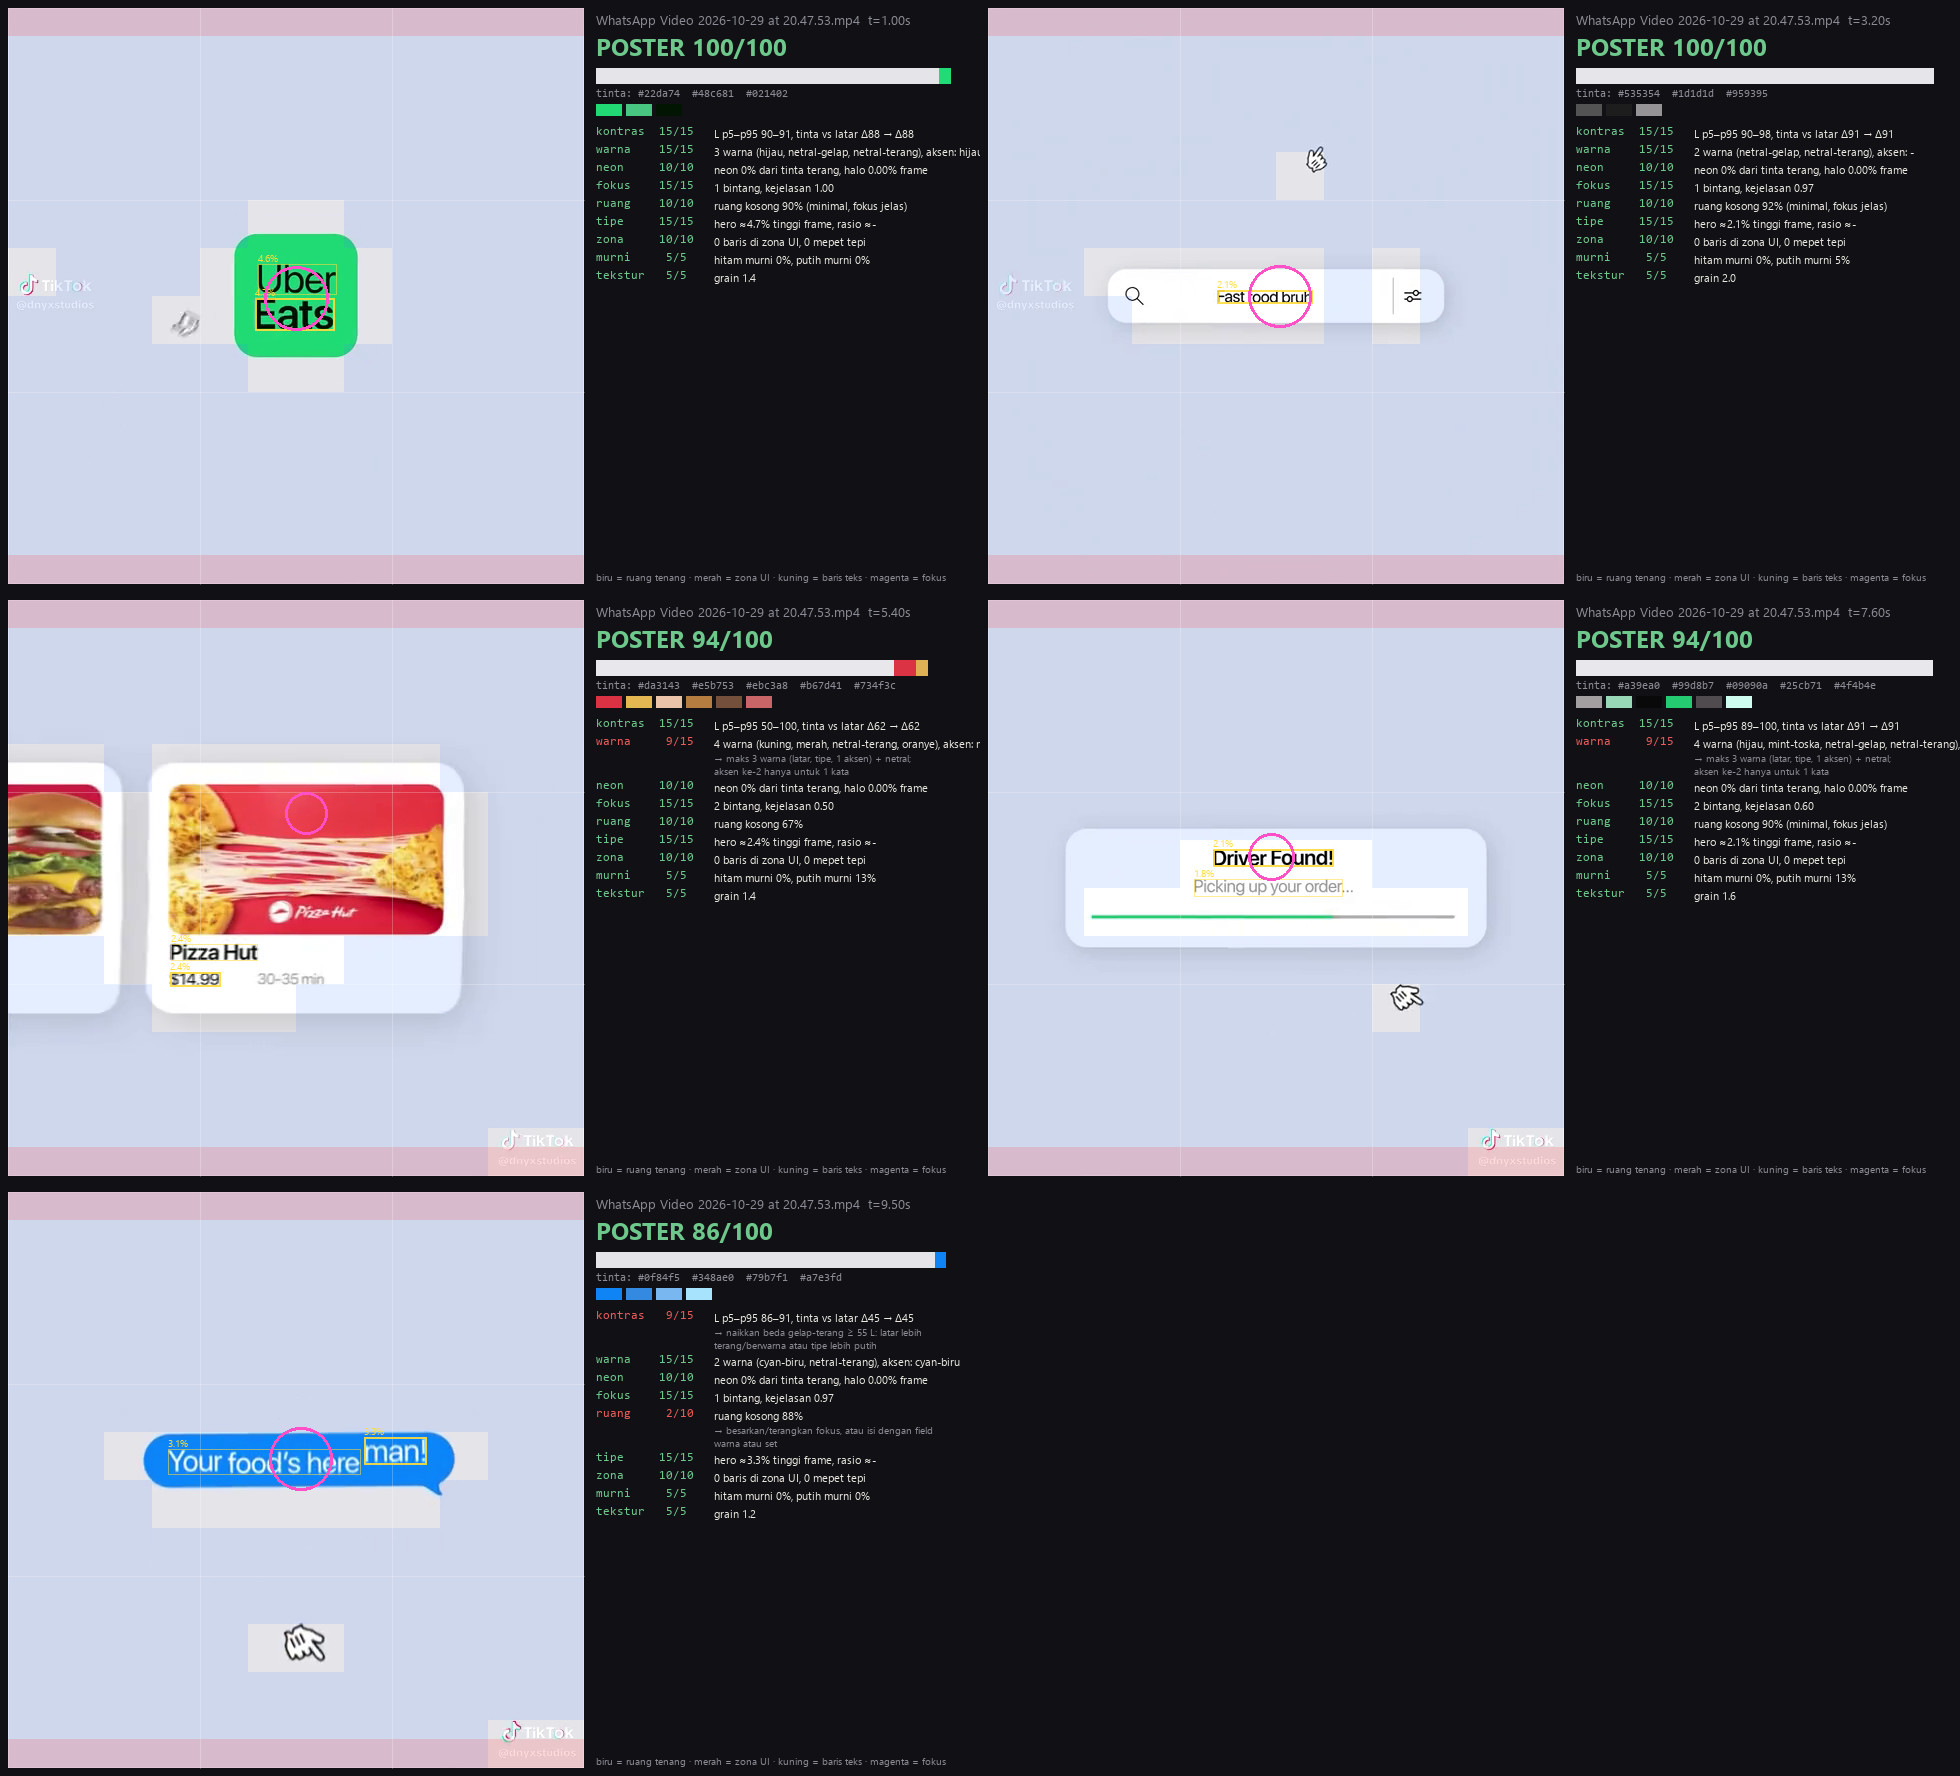 WhatsApp Video 2026-10-29 at 20.47.53.mp4 t=1.00s
POSTER 100/100
tinta: #22da74 #48c681 #021402
kontras 15/15 L p5–p95 90–91, tinta vs latar Δ88 → Δ88
warna 15/15 3 warna (hijau, netral-gelap, netral-terang), aksen: hijau
neon 10/10 neon 0% dari tinta terang, halo 0.00% frame
fokus 15/15 1 bintang, kejelasan 1.00
ruang 10/10 ruang kosong 90% (minimal, fokus jelas)
tipe 15/15 hero ≈4.7% tinggi frame, rasio ≈-
zona 10/10 0 baris di zona UI, 0 mepet tepi
murni 5/5 hitam murni 0%, putih murni 0%
tekstur 5/5 grain 1.4
biru = ruang tenang · merah = zona UI · kuning = baris teks · magenta = fokus
4.6%
Uber
Eats
TikTok
@dnyxstudios
WhatsApp Video 2026-10-29 at 20.47.53.mp4 t=3.20s
POSTER 100/100
tinta: #535354 #1d1d1d #959395
kontras 15/15 L p5–p95 90–98, tinta vs latar Δ91 → Δ91
warna 15/15 2 warna (netral-gelap, netral-terang), aksen: -
neon 10/10 neon 0% dari tinta terang, halo 0.00% frame
fokus 15/15 1 bintang, kejelasan 0.97
ruang 10/10 ruang kosong 92% (minimal, fokus jelas)
tipe 15/15 hero ≈2.1% tinggi frame, rasio ≈-
zona 10/10 0 baris di zona UI, 0 mepet tepi
murni 5/5 hitam murni 0%, putih murni 5%
tekstur 5/5 grain 2.0
biru = ruang tenang · merah = zona UI · kuning = baris teks · magenta = fokus
2.1%
Fast food bruh
TikTok
@dnyxstudios
WhatsApp Video 2026-10-29 at 20.47.53.mp4 t=5.40s
POSTER 94/100
tinta: #da3143 #e5b753 #ebc3a8 #b67d41 #734f3c
kontras 15/15 L p5–p95 50–100, tinta vs latar Δ62 → Δ62
warna 9/15 4 warna (kuning, merah, netral-terang, oranye), aksen: r
→ maks 3 warna (latar, tipe, 1 aksen) + netral;
aksen ke-2 hanya untuk 1 kata
neon 10/10 neon 0% dari tinta terang, halo 0.00% frame
fokus 15/15 2 bintang, kejelasan 0.50
ruang 10/10 ruang kosong 67%
tipe 15/15 hero ≈2.4% tinggi frame, rasio ≈-
zona 10/10 0 baris di zona UI, 0 mepet tepi
murni 5/5 hitam murni 0%, putih murni 13%
tekstur 5/5 grain 1.4
biru = ruang tenang · merah = zona UI · kuning = baris teks · magenta = fokus
Pizza Hut
2.4%
Pizza Hut
2.4%
$14.99 30–35 min
TikTok
@dnyxstudios
WhatsApp Video 2026-10-29 at 20.47.53.mp4 t=7.60s
POSTER 94/100
tinta: #a39ea0 #99d8b7 #09090a #25cb71 #4f4b4e
kontras 15/15 L p5–p95 89–100, tinta vs latar Δ91 → Δ91
warna 9/15 4 warna (hijau, mint-toska, netral-gelap, netral-terang),
→ maks 3 warna (latar, tipe, 1 aksen) + netral;
aksen ke-2 hanya untuk 1 kata
neon 10/10 neon 0% dari tinta terang, halo 0.00% frame
fokus 15/15 2 bintang, kejelasan 0.60
ruang 10/10 ruang kosong 90% (minimal, fokus jelas)
tipe 15/15 hero ≈2.1% tinggi frame, rasio ≈-
zona 10/10 0 baris di zona UI, 0 mepet tepi
murni 5/5 hitam murni 0%, putih murni 13%
tekstur 5/5 grain 1.6
biru = ruang tenang · merah = zona UI · kuning = baris teks · magenta = fokus
2.1%
Driver Found!
1.8%
Picking up your order...
TikTok
@dnyxstudios
WhatsApp Video 2026-10-29 at 20.47.53.mp4 t=9.50s
POSTER 86/100
tinta: #0f84f5 #348ae0 #79b7f1 #a7e3fd
kontras 9/15 L p5–p95 86–91, tinta vs latar Δ45 → Δ45
→ naikkan beda gelap-terang ≥ 55 L: latar lebih
terang/berwarna atau tipe lebih putih
warna 15/15 2 warna (cyan-biru, netral-terang), aksen: cyan-biru
neon 10/10 neon 0% dari tinta terang, halo 0.00% frame
fokus 15/15 1 bintang, kejelasan 0.97
ruang 2/10 ruang kosong 88%
→ besarkan/terangkan fokus, atau isi dengan field
warna atau set
tipe 15/15 hero ≈3.3% tinggi frame, rasio ≈-
zona 10/10 0 baris di zona UI, 0 mepet tepi
murni 5/5 hitam murni 0%, putih murni 0%
tekstur 5/5 grain 1.2
biru = ruang tenang · merah = zona UI · kuning = baris teks · magenta = fokus
3.1%
Your food's here man!
TikTok
@dnyxstudios